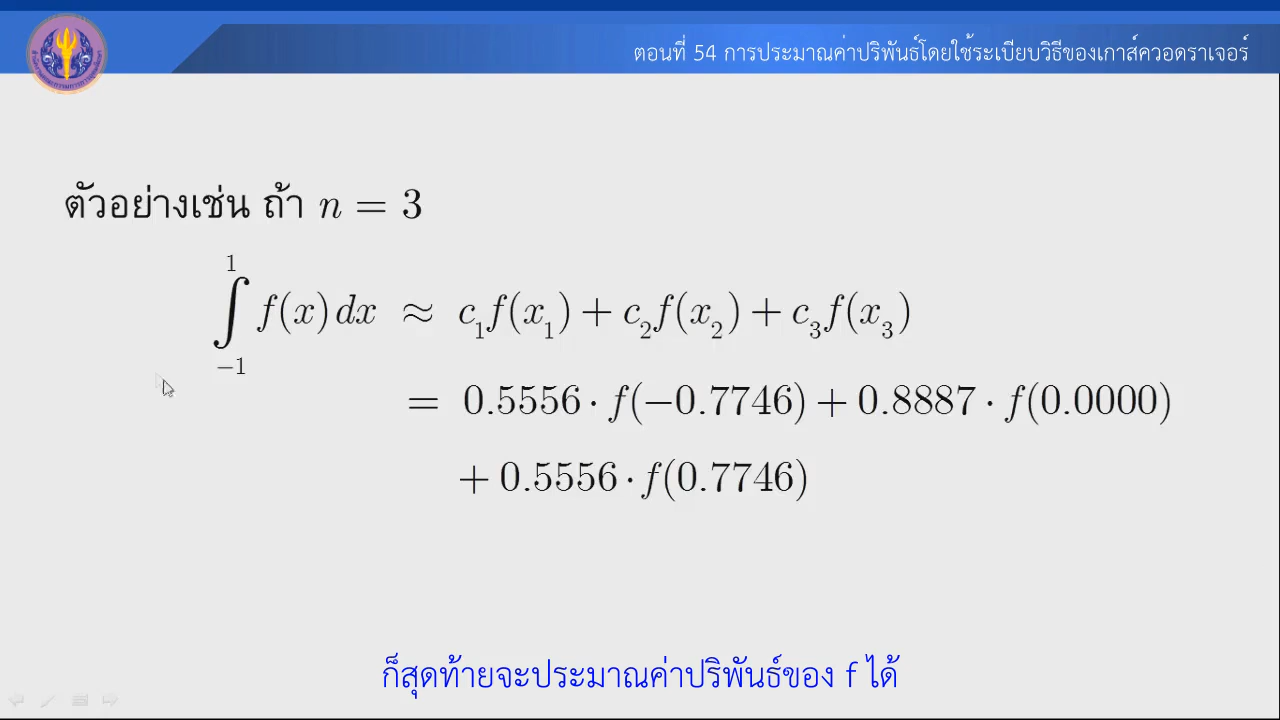 ตอนที่ 54 การประมาณค่าปริพันธ์โดยใช้ระเบียบวิธีของเกาส์ควอดราเจอร์
ตัวอย่างเช่น ถ้า n = 3
∫₋₁¹ f(x) dx ≈ c₁f(x₁) + c₂f(x₂) + c₃f(x₃)
= 0.5556 · f(−0.7746) + 0.8887 · f(0.0000)
+ 0.5556 · f(0.7746)
ก็สุดท้ายจะประมาณค่าปริพันธ์ของ f ได้